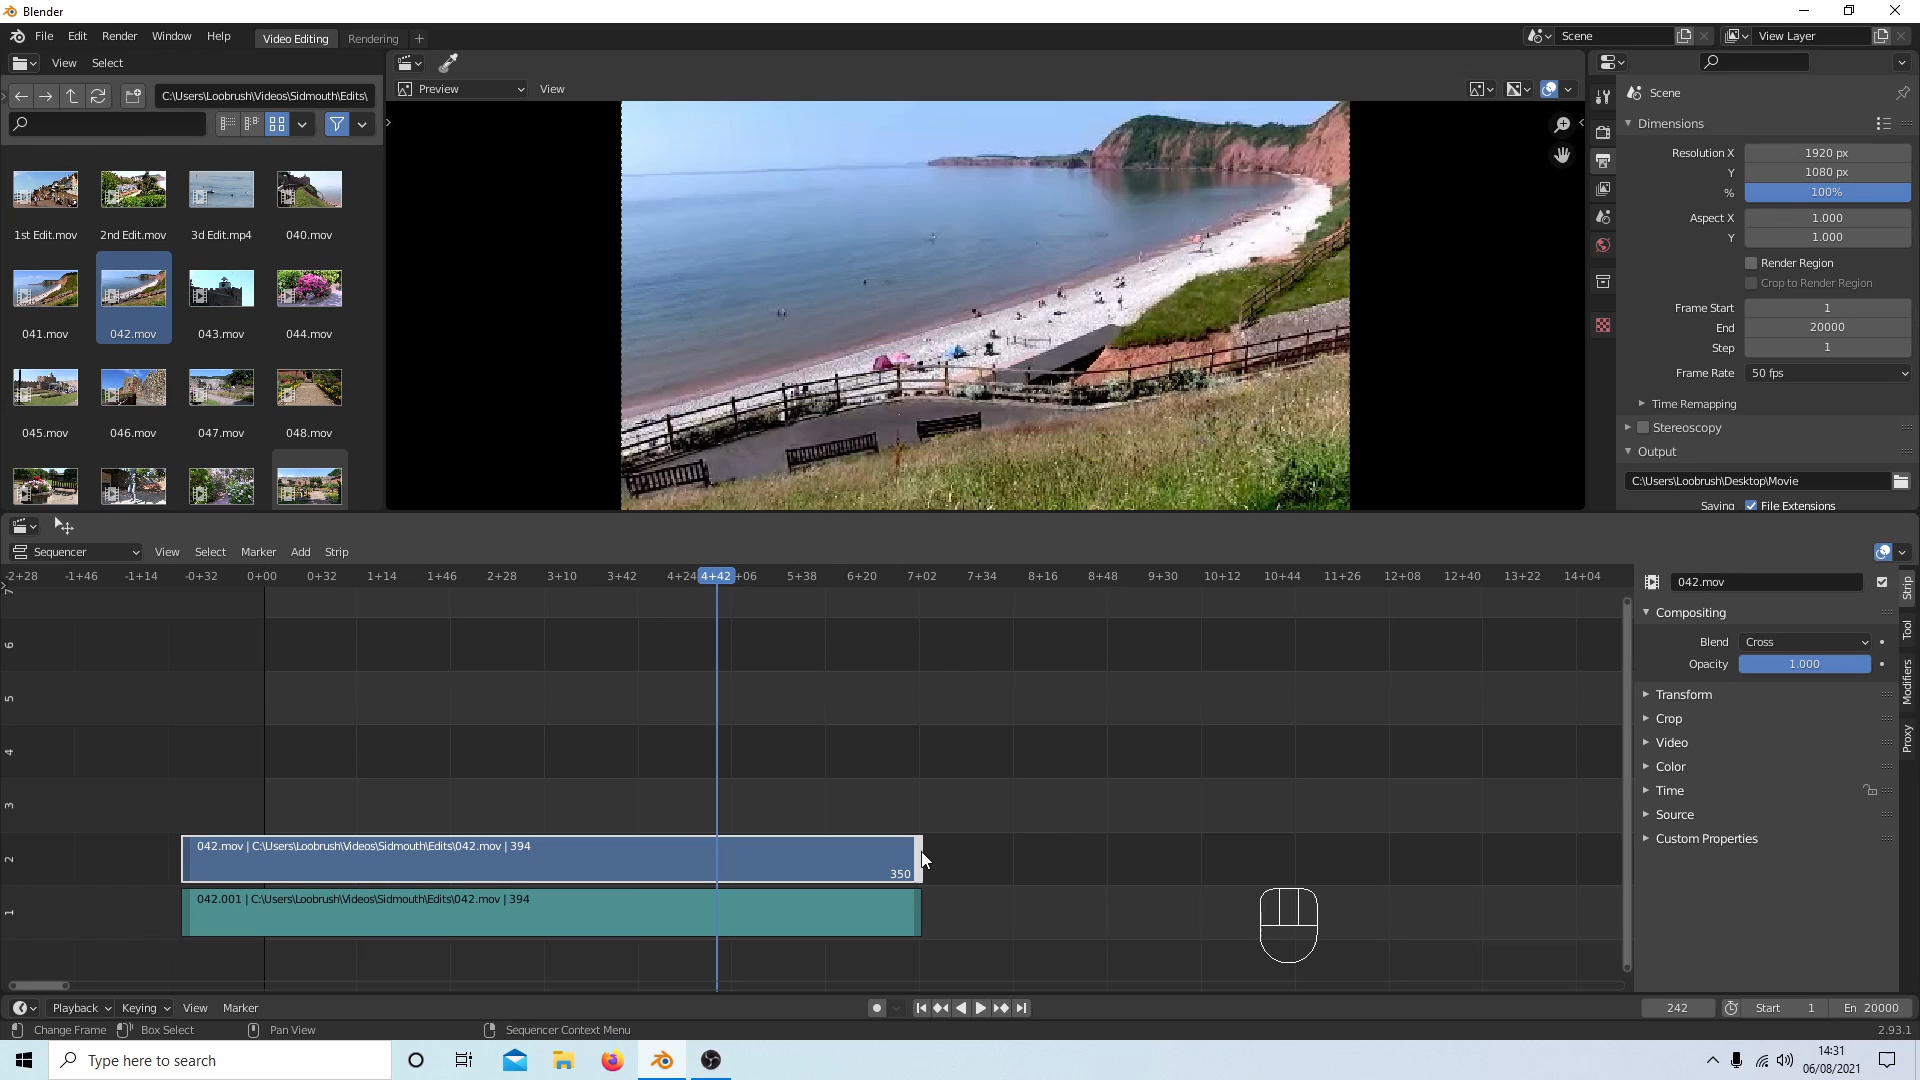 Blender
File Edit Render Window Help Video Editing Rendering + Scene View Layer
View Select
C:\Users\Loobrush\Videos\Sidmouth\Edits\
Preview View
Scene
Dimensions
Resolution X 1920 px
Y 1080 px
% 100%
Aspect X 1.000
Y 1.000
Render Region
Crop to Render Region
Frame Start 1
End 20000
Step 1
Frame Rate 50 fps
Time Remapping
Stereoscopy
Output
C:\Users\Loobrush\Desktop\Movie
Saving File Extensions
1st Edit.mov 2nd Edit.mov 3d Edit.mp4 040.mov
041.mov 042.mov 043.mov 044.mov
045.mov 046.mov 047.mov 048.mov
Sequencer View Select Marker Add Strip
-2+28 -1+46 -1+14 -0+32 0+00 0+32 1+14 1+46 2+28 3+10 3+42 4+24 4+42 +06 5+38 6+20 7+02 7+34 8+16 8+48 9+30 10+12 10+44 11+26 12+08 12+40 13+22 14+04
7
6
5
4
3
2
1
042.mov | C:\Users\Loobrush\Videos\Sidmouth\Edits\042.mov | 394
350
042.001 | C:\Users\Loobrush\Videos\Sidmouth\Edits\042.mov | 394
042.mov
Compositing
Blend Cross
Opacity 1.000
Transform
Crop
Video
Color
Time
Source
Custom Properties
Strip
Tool
Modifiers
Proxy
Playback Keying View Marker 242 Start 1 En 20000
Change Frame Box Select Pan View Sequencer Context Menu 2.93.1
Type here to search
14:31
06/08/2021